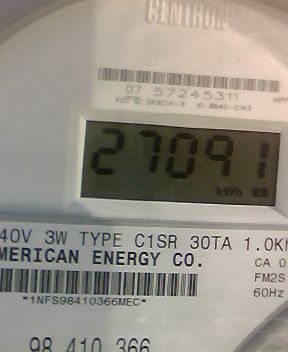 CENTRON
07 57245311
27091
kWh
40V 3W TYPE C1SR 30TA 1.0K
MERICAN ENERGY CO.
CA 0
FM2S
60Hz
*1NFS98410366MEC*
98 410 366